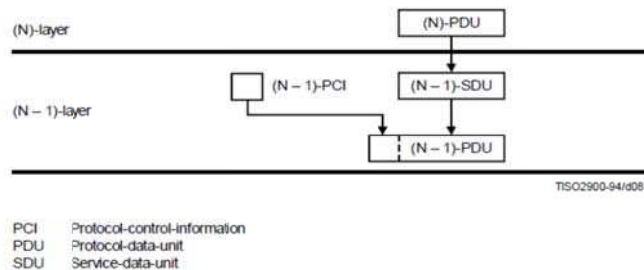 (N)-layer
(N)-PDU
(N – 1)-PCI
(N – 1)-SDU
(N – 1)-layer
(N – 1)-PDU
TISO2900-94/d08
PCI Protocol-control-information
PDU Protocol-data-unit
SDU Service-data-unit